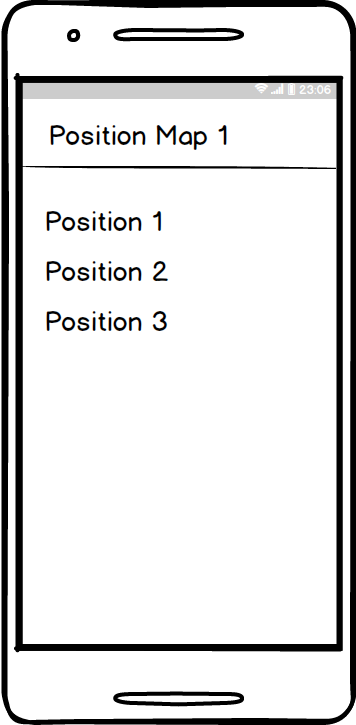 23:06
Position Map 1
Position 1
Position 2
Position 3